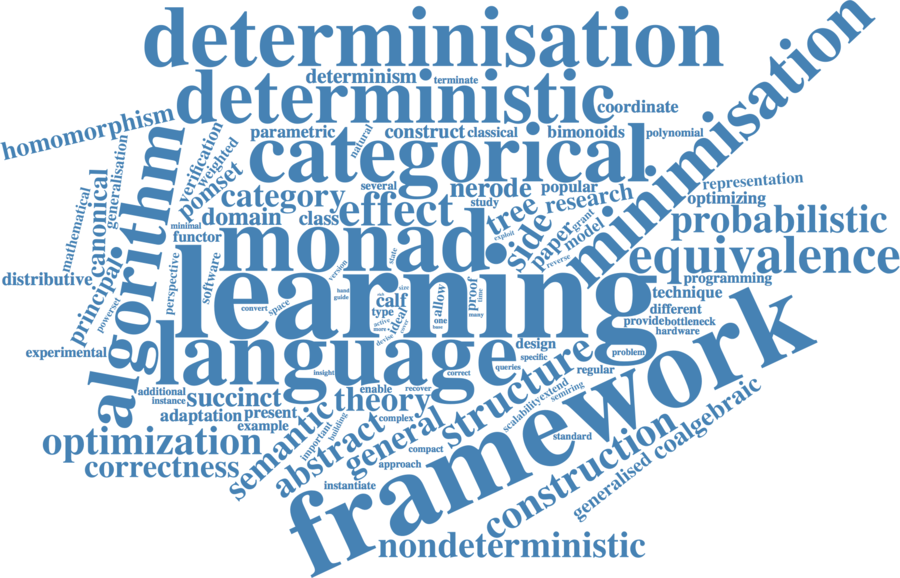 determinisation
determinism
terminate
deterministic
coordinate
minimisation
homomorphism
parametric
natural
construct
classical
bimonoids
polynomial
categorical
algorithm
verification
weighted
pomset
generalisation
mathematical
canonical
category
several
nerode
popular
representation
optimizing
study
domain
class
effect
tree
research
exploit
side
paper
grant
model
reverse
probabilistic
minimal
functor
monad
equivalence
perspective
software
version
state
distributive
principal
powerset
learning
programming
technique
convert
space
hand
guide
size
calf
type
active
more
ideal
cover
devise
allow
one
base
proof
time
many
different
provide
bottleneck
hardware
experimental
language
design
specific
problem
framework
insight
correct
queries
regular
additional
instance
succinct
enable
recover
theory
structure
scalability
extend
semiring
adaptation
present
example
semantic
important
building
abstract
complex
general
compact
approach
standard
optimization
correctness
instantiate
construction
generalised
coalgebraic
nondeterministic